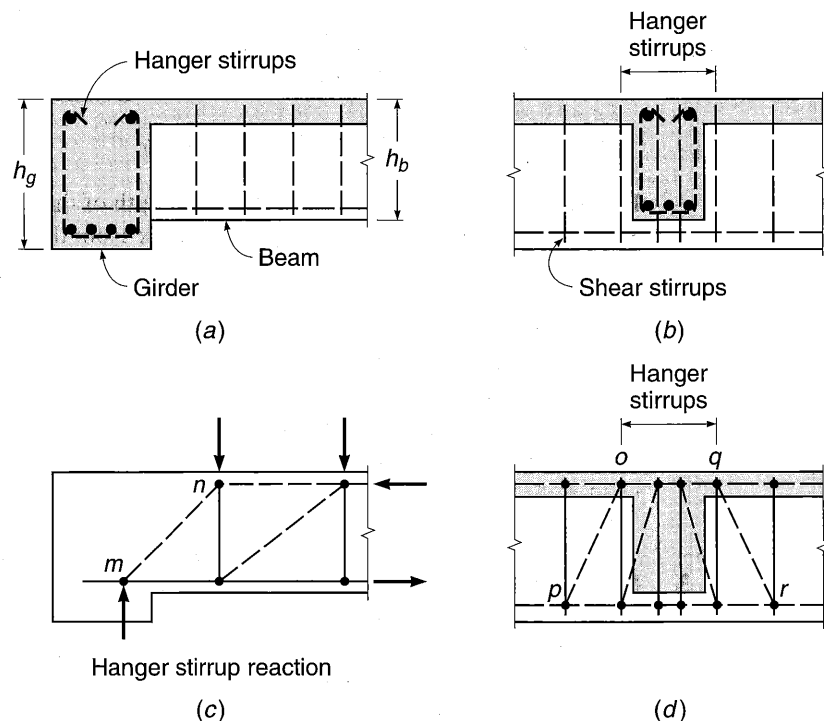 Hanger stirrups
h_g
h_b
Beam
Girder
(a)
Hanger
stirrups
Shear stirrups
(b)
n
m
Hanger stirrup reaction
(c)
Hanger
stirrups
o q
p r
(d)